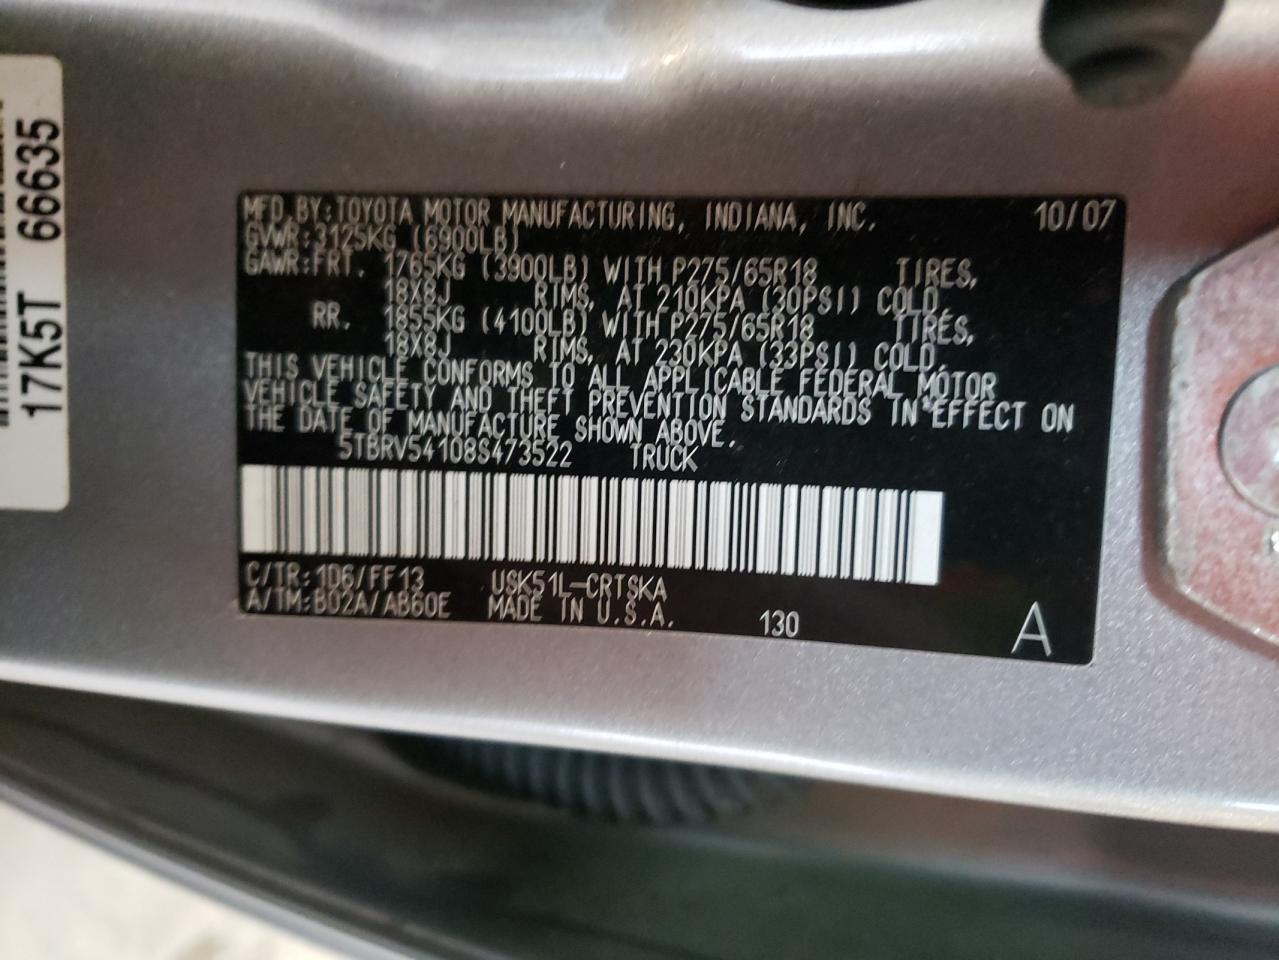 17K5T 66635
MFD.BY:TOYOTA MOTOR MANUFACTURING, INDIANA, INC. 10/07
GVWR:3125KG (6900LB)
GAWR:FRT. 1765KG (3900LB) WITH P275/65R18 TIRES,
18X8J RIMS, AT 210KPA (30PSI) COLD.
RR. 1855KG (4100LB) WITH P275/65R18 TIRES,
18X8J RIMS, AT 230KPA (33PSI) COLD.
THIS VEHICLE CONFORMS TO ALL APPLICABLE FEDERAL MOTOR
VEHICLE SAFETY AND THEFT PREVENTION STANDARDS IN EFFECT ON
THE DATE OF MANUFACTURE SHOWN ABOVE.
5TBRV54108S473522 TRUCK
C/TR:1D6/FF13 USK51L-CRTSKA
A/TM:B02A/AB60E MADE IN U.S.A. 130 A